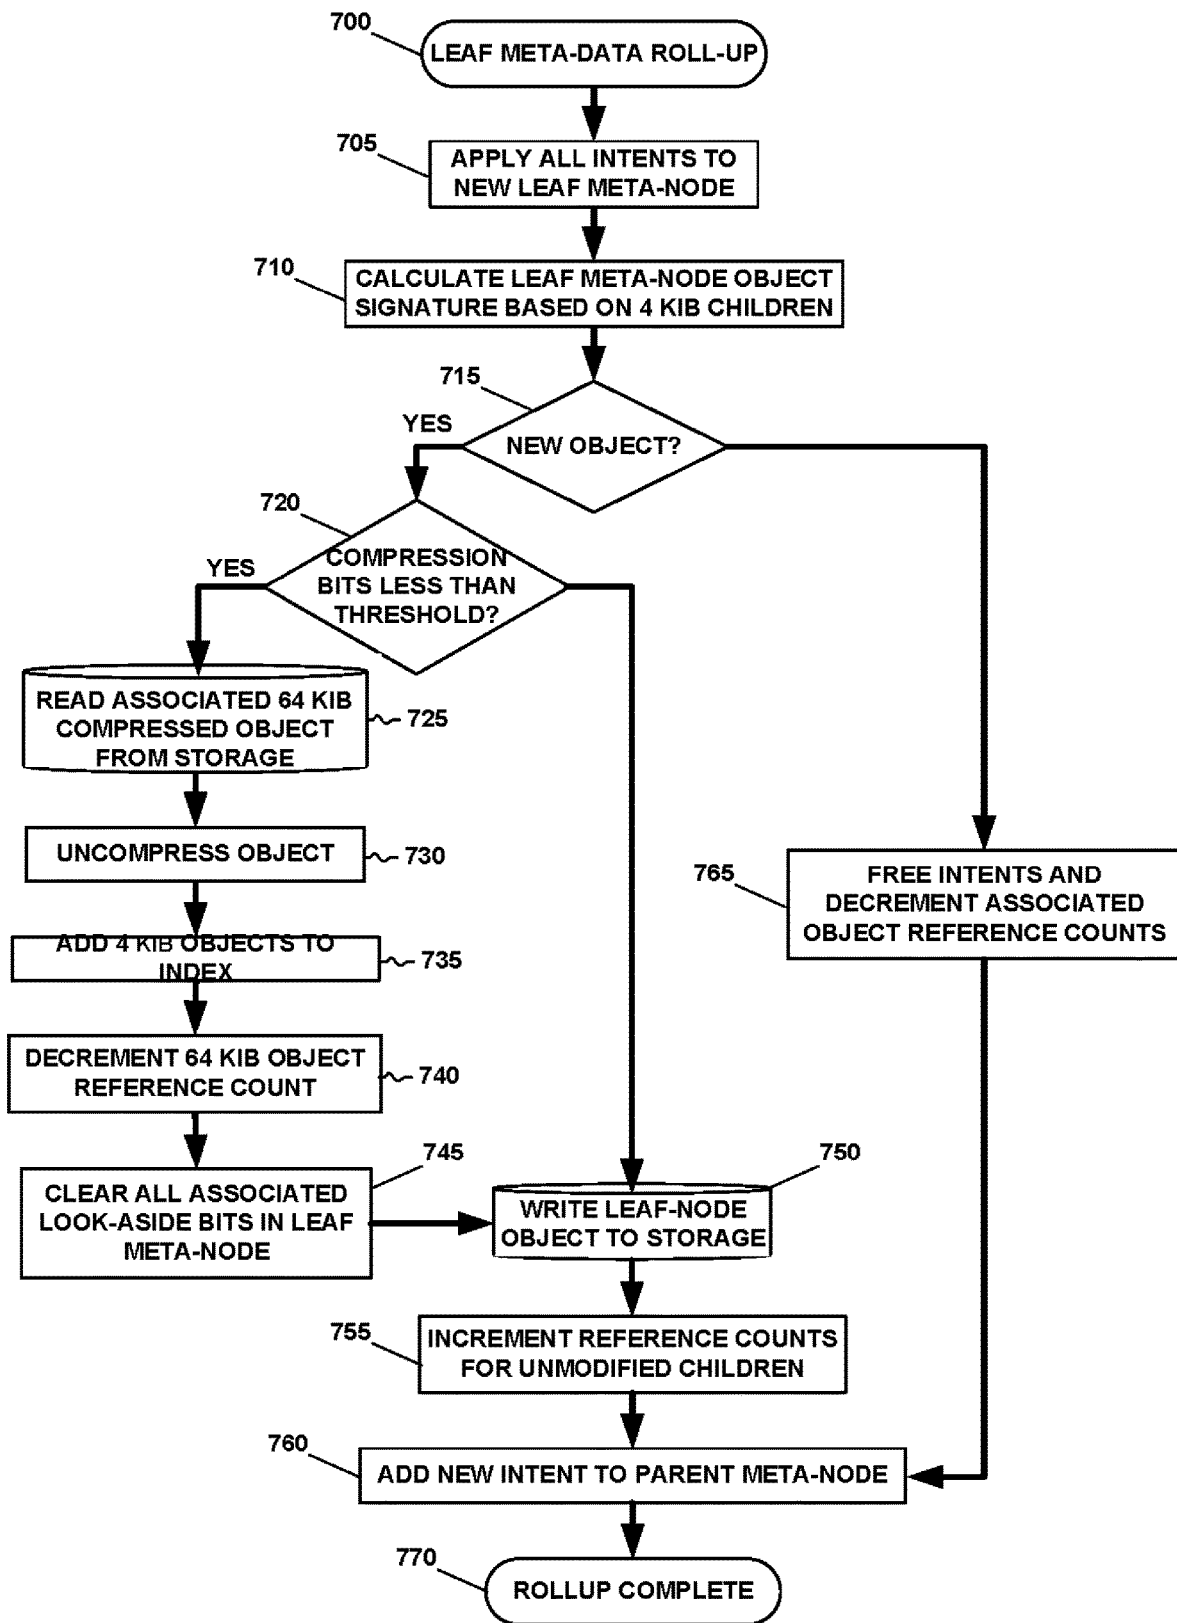 700
LEAF META-DATA ROLL-UP
705
APPLY ALL INTENTS TO
NEW LEAF META-NODE
710
CALCULATE LEAF META-NODE OBJECT
SIGNATURE BASED ON 4 KIB CHILDREN
715
YES
NEW OBJECT?
720
YES
COMPRESSION
BITS LESS THAN
THRESHOLD?
READ ASSOCIATED 64 KIB
COMPRESSED OBJECT
FROM STORAGE
725
UNCOMPRESS OBJECT
730
765
FREE INTENTS AND
DECREMENT ASSOCIATED
OBJECT REFERENCE COUNTS
ADD 4 KIB OBJECTS TO
INDEX
735
DECREMENT 64 KIB OBJECT
REFERENCE COUNT
740
745
CLEAR ALL ASSOCIATED
LOOK-ASIDE BITS IN LEAF
META-NODE
750
WRITE LEAF-NODE
OBJECT TO STORAGE
755
INCREMENT REFERENCE COUNTS
FOR UNMODIFIED CHILDREN
760
ADD NEW INTENT TO PARENT META-NODE
770
ROLLUP COMPLETE